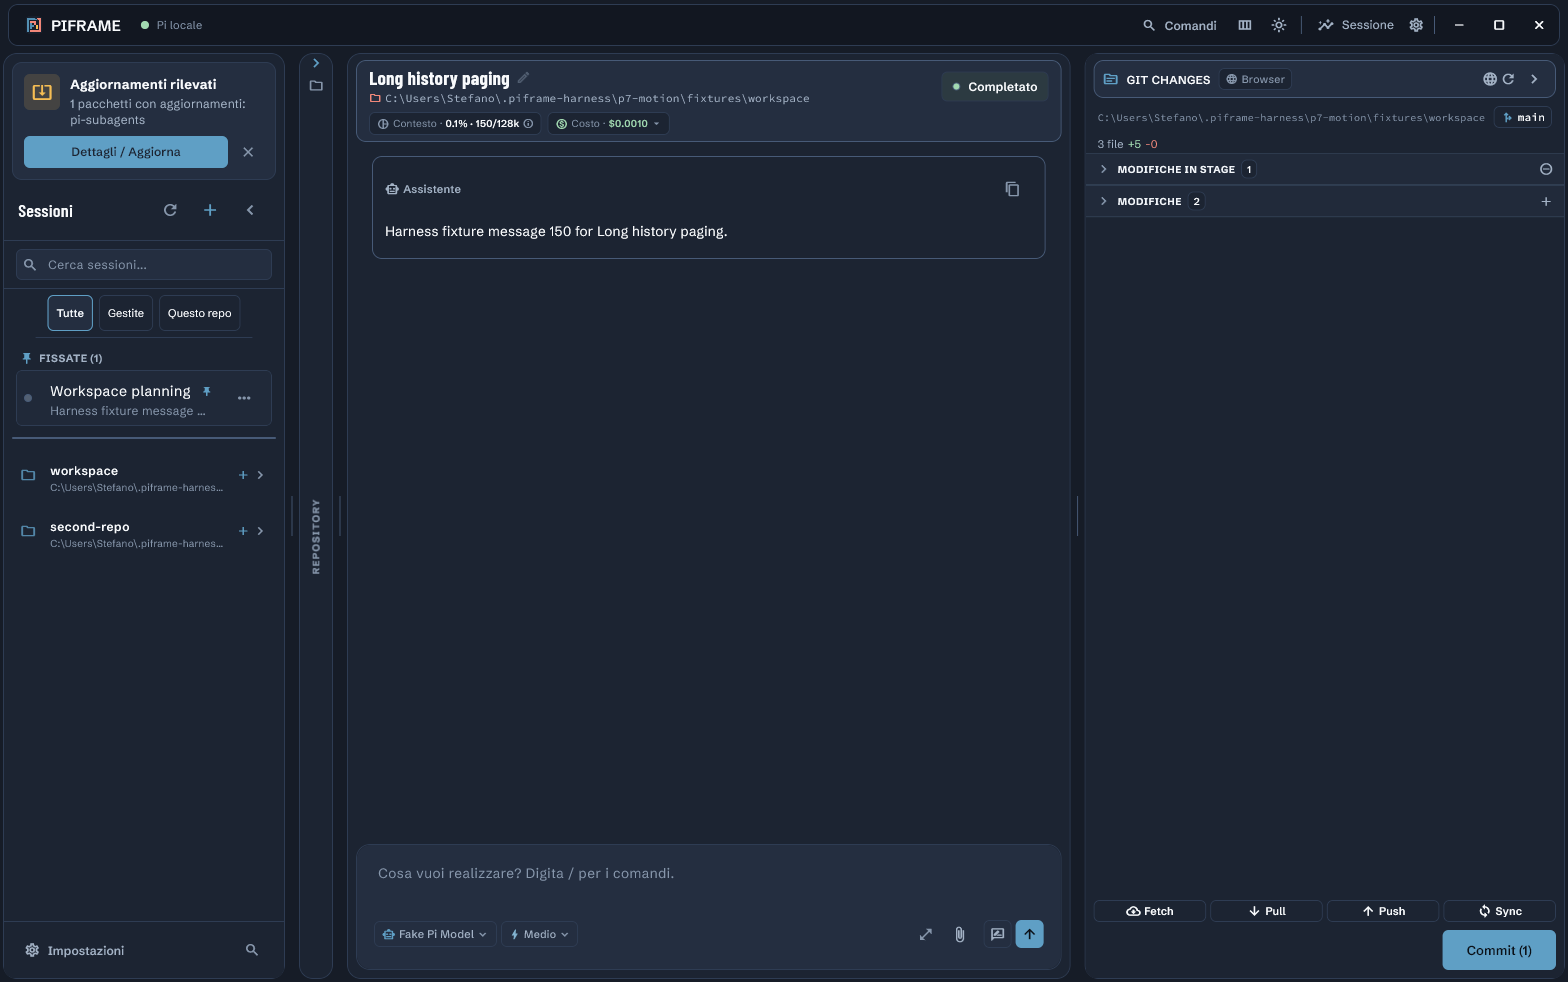 PIFRAME
Pi locale
Comandi
Sessione
Aggiornamenti rilevati
1 pacchetti con aggiornamenti:
pi-subagents
Dettagli / Aggiorna
Sessioni
Cerca sessioni...
Tutte
Gestite
Questo repo
FISSATE (1)
Workspace planning
Harness fixture message ...
workspace
C:\Users\Stefano\.piframe-harnes...
second-repo
C:\Users\Stefano\.piframe-harnes...
Impostazioni
REPOSITORY
Long history paging
C:\Users\Stefano\.piframe-harness\p7-motion\fixtures\workspace
Contesto · 0.1% · 150/128k
Costo · $0.0010
Completato
Assistente
Harness fixture message 150 for Long history paging.
Cosa vuoi realizzare? Digita / per i comandi.
Fake Pi Model
Medio
GIT CHANGES
Browser
C:\Users\Stefano\.piframe-harness\p7-motion\fixtures\workspace
main
3 file +5 -0
MODIFICHE IN STAGE 1
MODIFICHE 2
Fetch
Pull
Push
Sync
Commit (1)